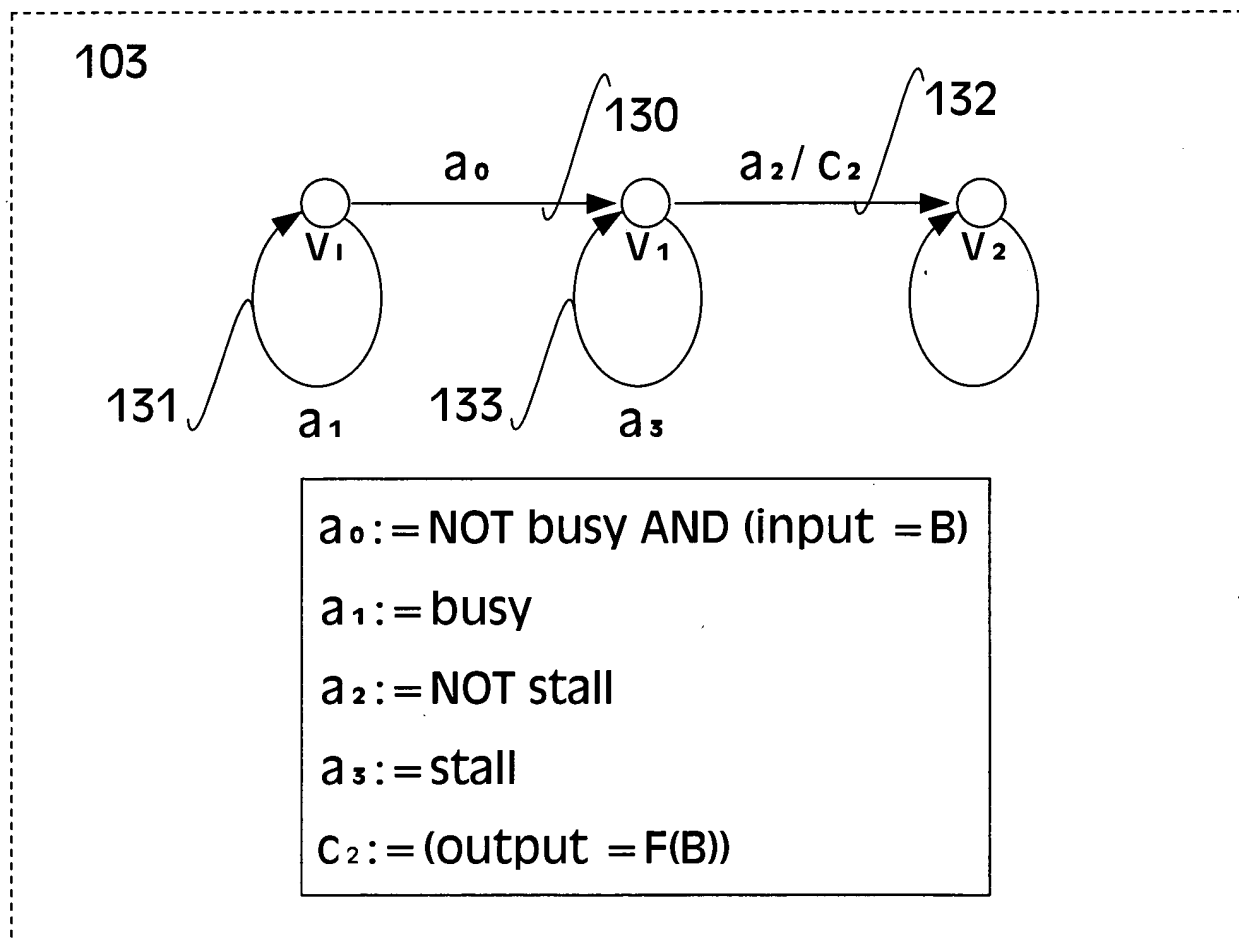 103
130
132
a₀
a₂/ c₂
v₁
v₁
v₂
131
133
a₁
a₃
a₀:=NOT busy AND (input =B)
a₁:=busy
a₂:=NOT stall
a₃:=stall
c₂:=(output =F(B))